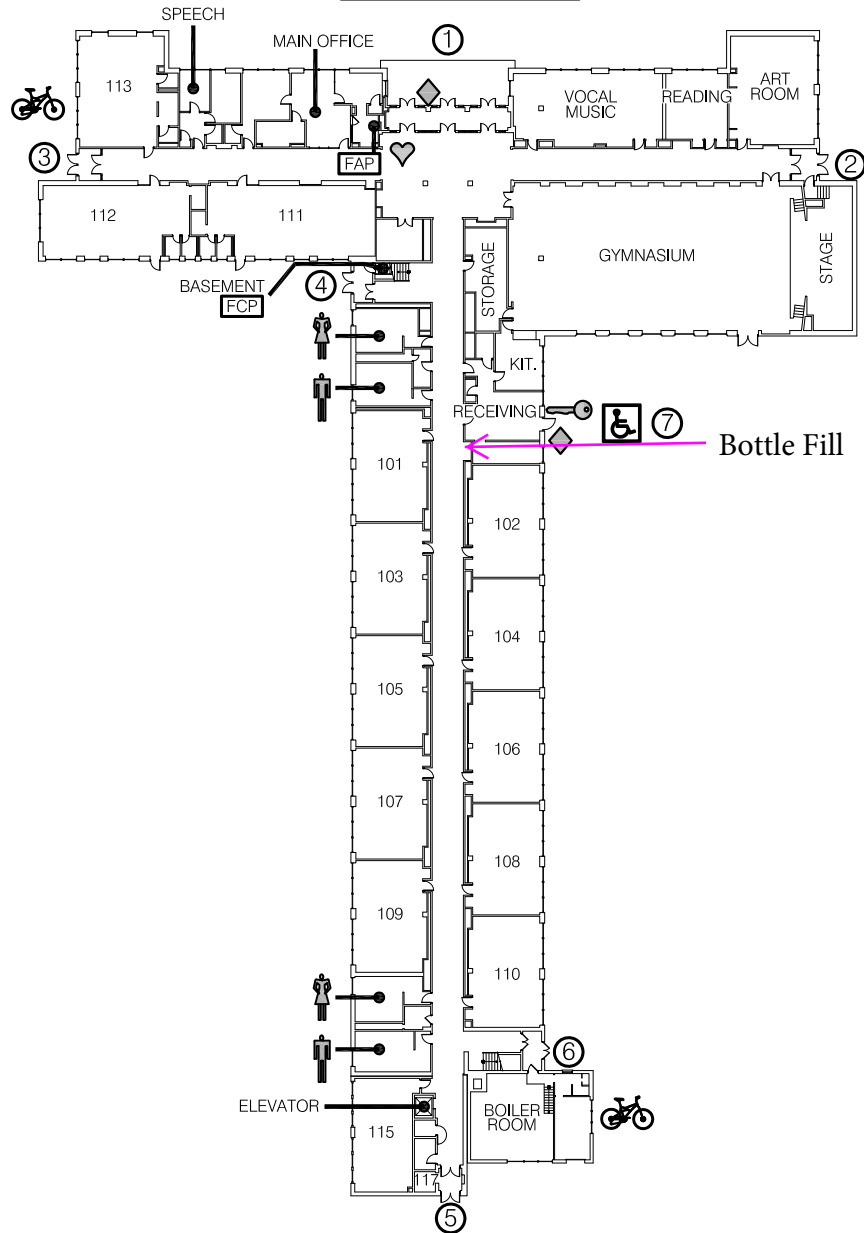 SPEECH
MAIN OFFICE
1
113
VOCAL
MUSIC
READING
ART
ROOM
3
FAP
2
112
111
GYMNASIUM
STAGE
STORAGE
BASEMENT
FCP
4
KIT.
RECEIVING
7
Bottle Fill
101
102
103
104
105
106
107
108
109
110
6
ELEVATOR
115
BOILER
ROOM
117
5